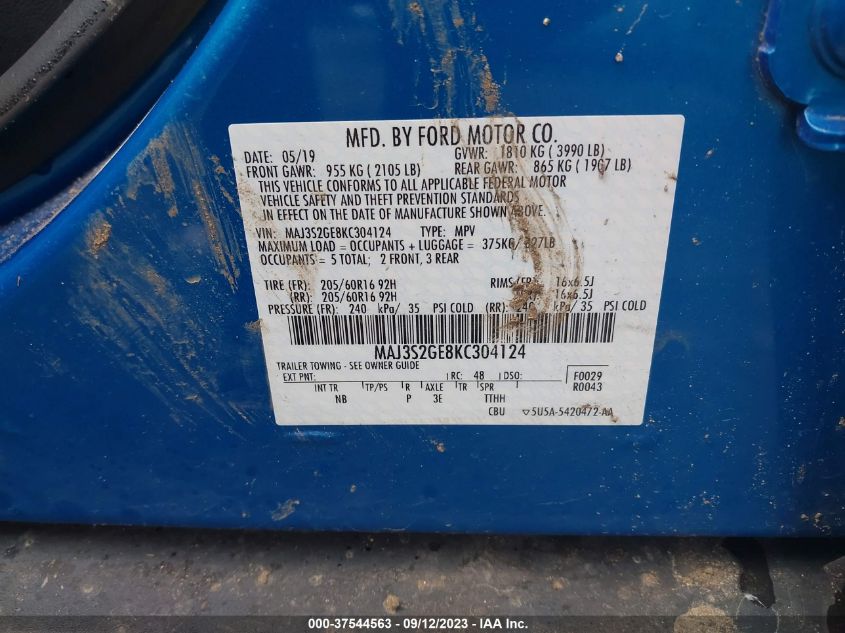 MFD. BY FORD MOTOR CO.
DATE: 05/19 GVWR: 1810 KG ( 3990 LB)
FRONT GAWR: 955 KG ( 2105 LB) REAR GAWR: 865 KG ( 1907 LB)
THIS VEHICLE CONFORMS TO ALL APPLICABLE FEDERAL MOTOR
VEHICLE SAFETY AND THEFT PREVENTION STANDARDS
IN EFFECT ON THE DATE OF MANUFACTURE SHOWN ABOVE.
VIN: MAJ3S2GE8KC304124 TYPE: MPV
MAXIMUM LOAD = OCCUPANTS + LUGGAGE = 375KG/ 827LB
OCCUPANTS = 5 TOTAL; 2 FRONT, 3 REAR
TIRE (FR): 205/60R16 92H RIMS (FR): 16x6.5J
(RR): 205/60R16 92H 16x6.5J
PRESSURE (FR): 240 kPa/ 35 PSI COLD (RR): 240 kPa/ 35 PSI COLD
MAJ3S2GE8KC304124
TRAILER TOWING - SEE OWNER GUIDE
EXT PNT: RC: 48 DSO: F0029
INT TR TP/PS R AXLE TR SPR R0043
NB P 3E TTHH
CBU ▽5U5A-5420472-AA
000-37544563 - 09/12/2023 - © IAA, Inc.